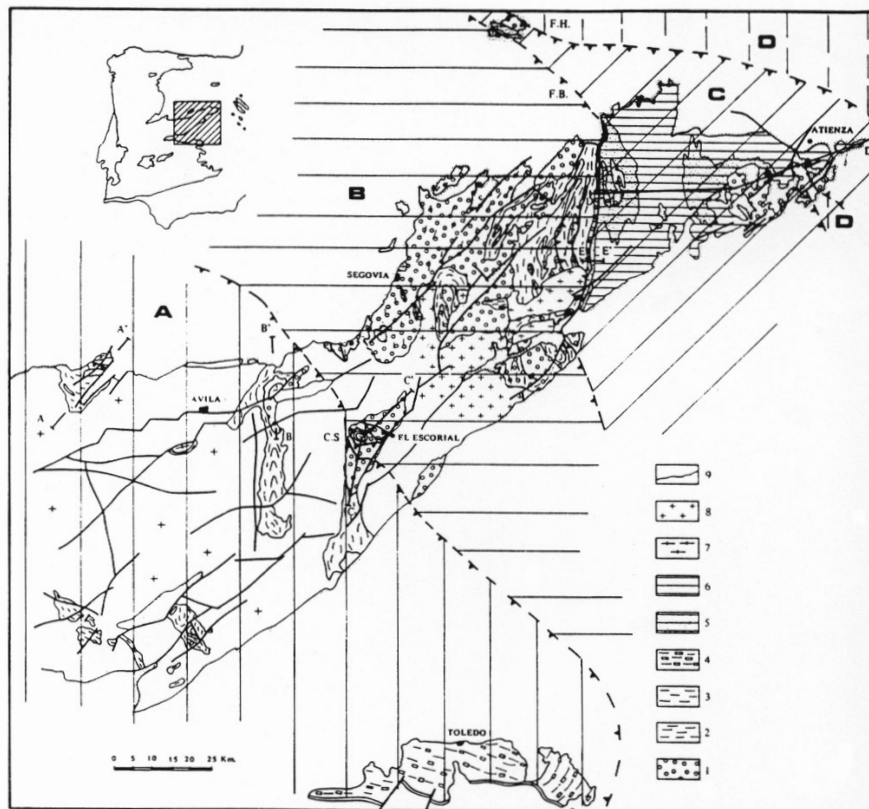 F.H.
D
F.B.
C
ATIENZA
B
D
E E'
SEGOVIA
A
A'
B'
C'
AVILA
A
B
C.S
EL ESCORIAL
9
8
7
6
5
4
3
2
1
TOLEDO
0 5 10 15 20 25 Km.